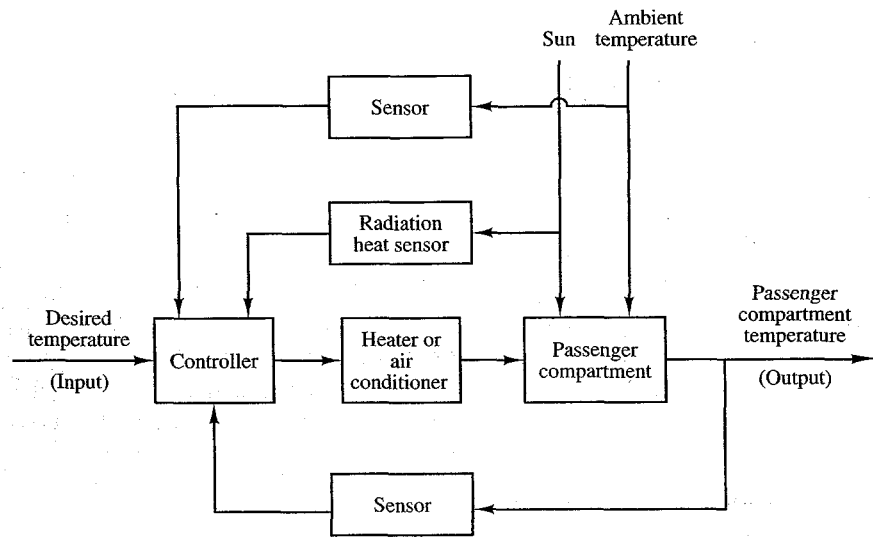 Sun
Ambient
temperature
Sensor
Radiation
heat sensor
Desired
temperature
(Input)
Controller
Heater or
air
conditioner
Passenger
compartment
Passenger
compartment
temperature
(Output)
Sensor